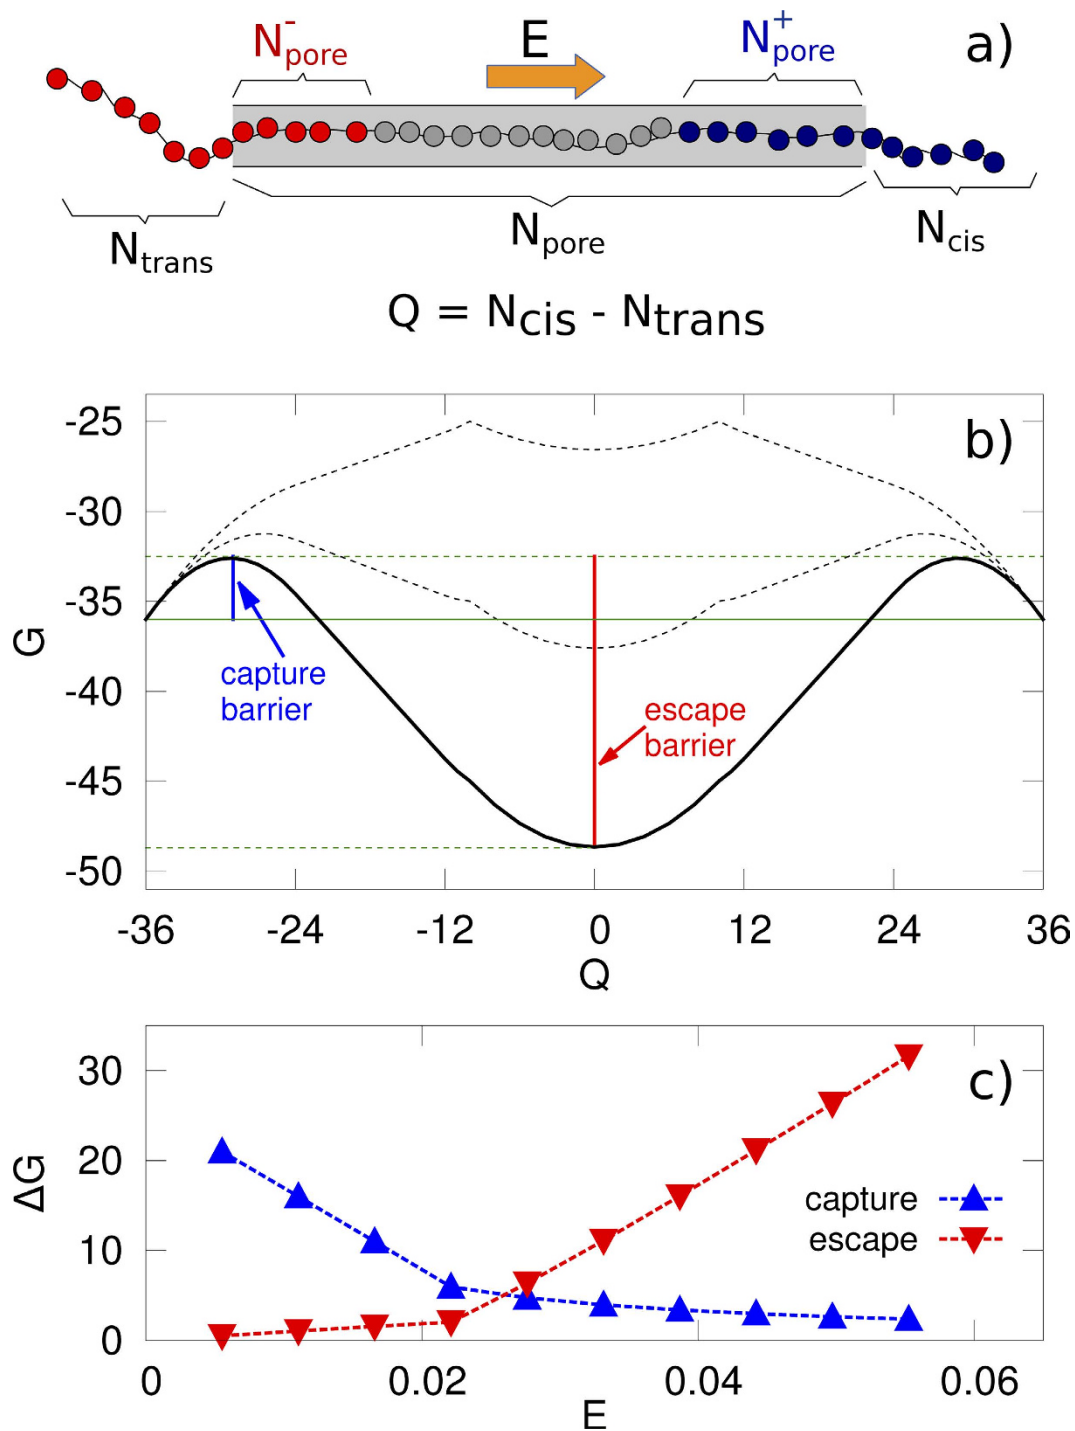 N-pore
E
N+pore
a)
Ntrans
Npore
Ncis
Q = Ncis - Ntrans
b)
-25
-30
-35
-40
-45
-50
G
capture
barrier
escape
barrier
-36
-24
-12
0
12
24
36
Q
c)
30
20
10
0
ΔG
capture
escape
0
0.02
0.04
0.06
E